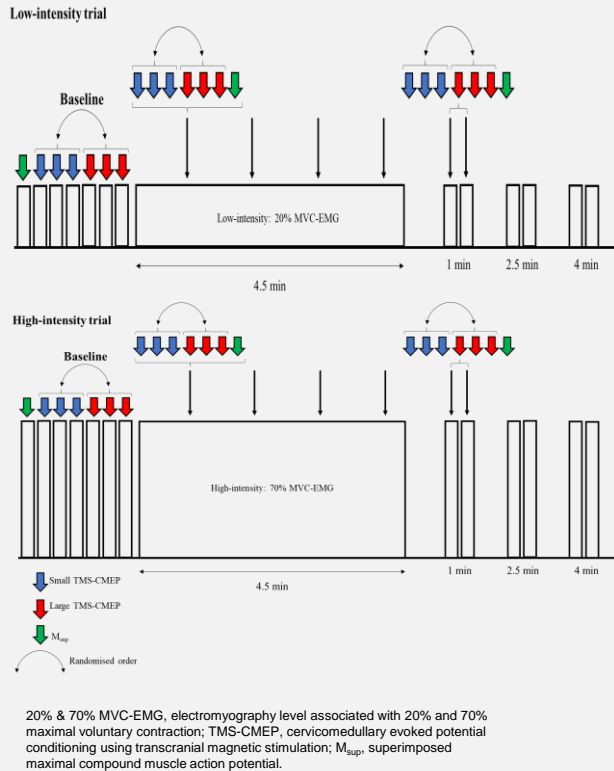 Low-intensity trial
Baseline
Low-intensity: 20% MVC-EMG
4.5 min
1 min
2.5 min
4 min
High-intensity trial
Baseline
High-intensity: 70% MVC-EMG
4.5 min
1 min
2.5 min
4 min
Small TMS-CMEP
Large TMS-CMEP
Msup
Randomised order
20% & 70% MVC-EMG, electromyography level associated with 20% and 70%
maximal voluntary contraction; TMS-CMEP, cervicomedullary evoked potential
conditioning using transcranial magnetic stimulation; Msup, superimposed
maximal compound muscle action potential.